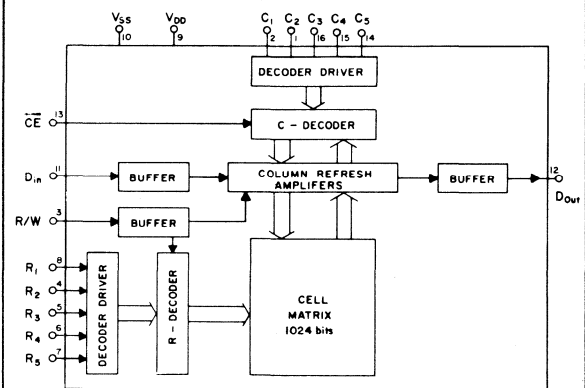 VSS VDD C1 C2 C3 C4 C5
10 9 2 1 16 15 14
DECODER DRIVER
CE 13
C - DECODER
Din 11
BUFFER
COLUMN REFRESH
AMPLIFERS
BUFFER
12
DOut
R/W 3
BUFFER
R1 8
R2 4
R3 5
R4 6
R5 7
DECODER DRIVER
R - DECODER
CELL
MATRIX
1024 bits